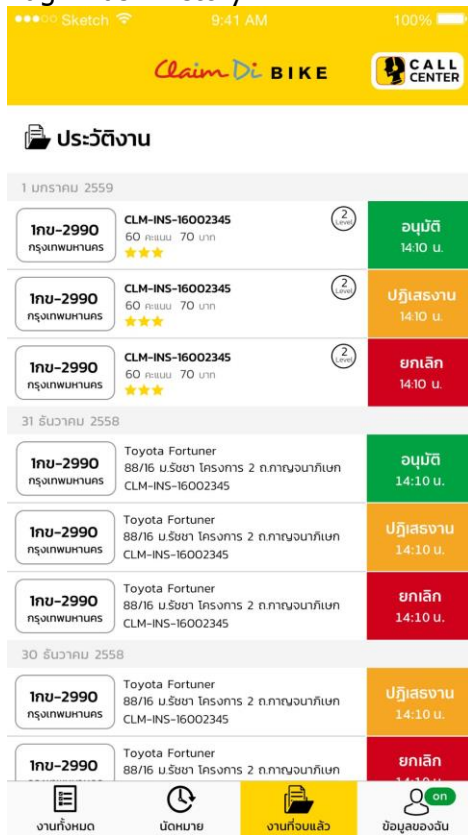 Sketch 9:41 AM 100%
Claim Di BIKE
CALL
CENTER
ประวัติงาน
1 มกราคม 2559
1กข-2990
กรุงเทพมหานคร
CLM-INS-16002345
60 คะแนน 70 บาท
2
Level
อนุมัติ
14:10 น.
1กข-2990
กรุงเทพมหานคร
CLM-INS-16002345
60 คะแนน 70 บาท
2
Level
ปฏิเสธงาน
14:10 น.
1กข-2990
กรุงเทพมหานคร
CLM-INS-16002345
60 คะแนน 70 บาท
2
Level
ยกเลิก
14:10 น.
31 ธันวาคม 2558
1กข-2990
กรุงเทพมหานคร
Toyota Fortuner
88/16 ม.รัชชา โครงการ 2 ถ.กาญจนาภิเษก
CLM-INS-16002345
อนุมัติ
14:10 น.
1กข-2990
กรุงเทพมหานคร
Toyota Fortuner
88/16 ม.รัชชา โครงการ 2 ถ.กาญจนาภิเษก
CLM-INS-16002345
ปฏิเสธงาน
14:10 น.
1กข-2990
กรุงเทพมหานคร
Toyota Fortuner
88/16 ม.รัชชา โครงการ 2 ถ.กาญจนาภิเษก
CLM-INS-16002345
ยกเลิก
14:10 น.
30 ธันวาคม 2558
1กข-2990
กรุงเทพมหานคร
Toyota Fortuner
88/16 ม.รัชชา โครงการ 2 ถ.กาญจนาภิเษก
CLM-INS-16002345
ปฏิเสธงาน
14:10 น.
1กข-2990
Toyota Fortuner
88/16 ม.รัชชา โครงการ 2 ถ.กาญจนาภิเษก
ยกเลิก
งานทั้งหมด
นัดหมาย
งานที่จบแล้ว
on
ข้อมูลของฉัน